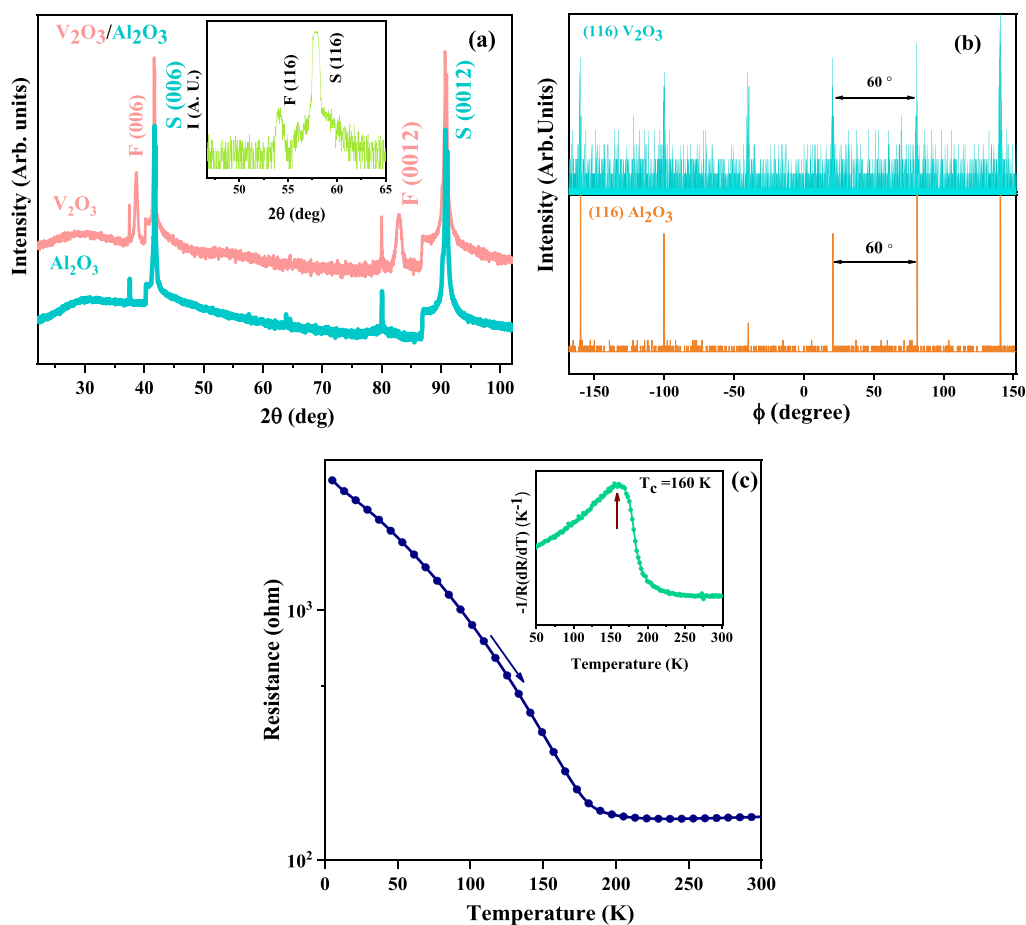 V₂O₃/Al₂O₃
(a)
Intensity (Arb. units)
F (006)
S (006)
F (0012)
S (0012)
V₂O₃
Al₂O₃
30 40 50 60 70 80 90 100
2θ (deg)
I (A. U.)
F (116)
S (116)
50 55 60 65
2θ (deg)
(b)
Intensity (Arb.Units)
(116) V₂O₃
60 °
(116) Al₂O₃
60 °
-150 -100 -50 0 50 100 150
ϕ (degree)
(c)
Resistance (ohm)
10³
10²
0 50 100 150 200 250 300
Temperature (K)
T꜀ =160 K
-1/R(dR/dT) (K⁻¹)
50 100 150 200 250 300
Temperature (K)